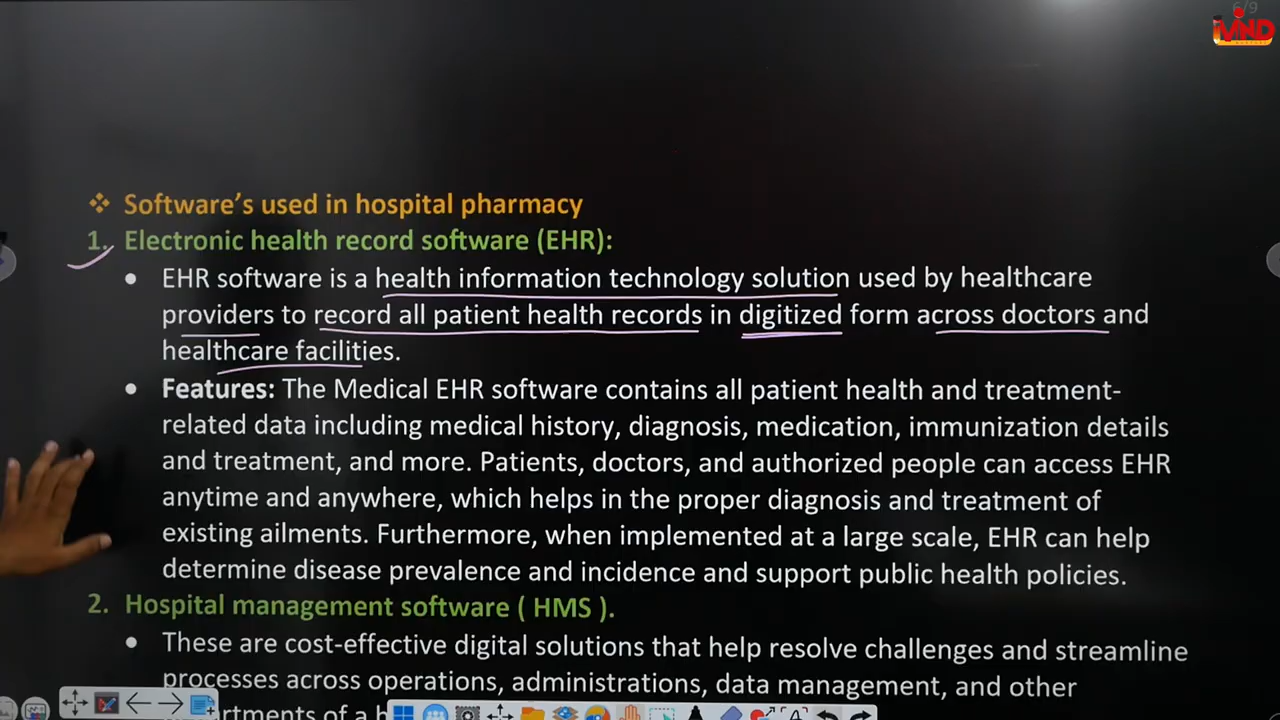 6/9
MIND
❖ Software’s used in hospital pharmacy
1. Electronic health record software (EHR):
• EHR software is a health information technology solution used by healthcare
providers to record all patient health records in digitized form across doctors and
healthcare facilities.
• Features: The Medical EHR software contains all patient health and treatment-
related data including medical history, diagnosis, medication, immunization details
and treatment, and more. Patients, doctors, and authorized people can access EHR
anytime and anywhere, which helps in the proper diagnosis and treatment of
existing ailments. Furthermore, when implemented at a large scale, EHR can help
determine disease prevalence and incidence and support public health policies.
2. Hospital management software ( HMS ).
• These are cost-effective digital solutions that help resolve challenges and streamline
processes across operations, administrations, data management, and other
of a